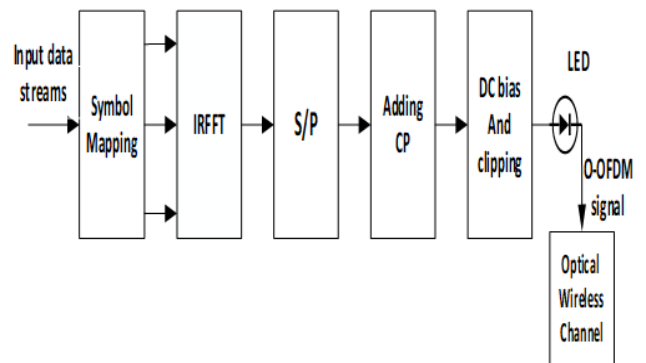 Input data
streams
Symbol
Mapping
IRFFT
S/P
Adding
CP
DC bias
And
clipping
LED
O-OFDM
signal
Optical
Wireless
Channel